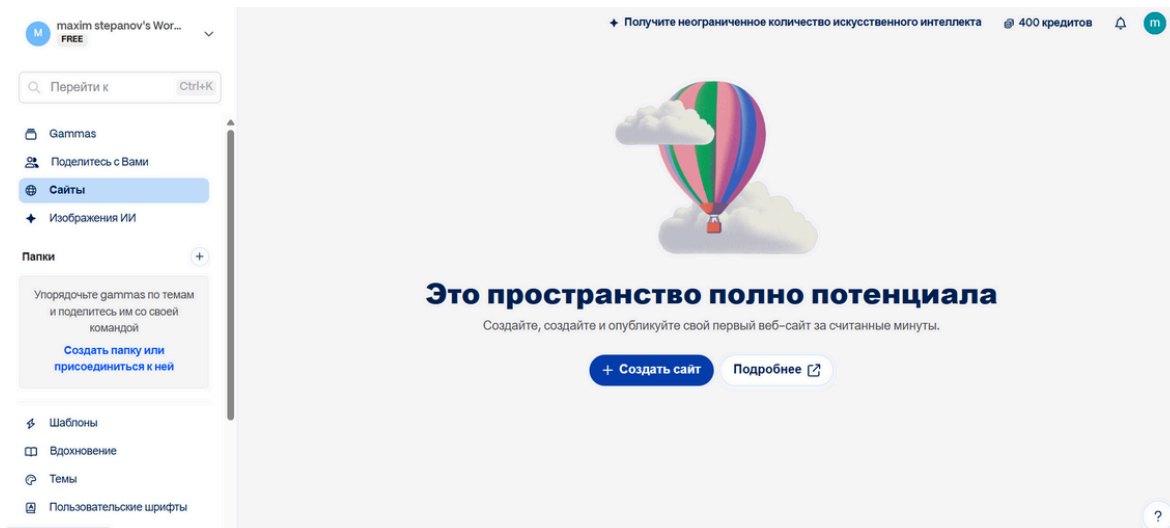 M
maxim stepanov's Wor...
FREE
Перейти к
Ctrl+K
Gammas
Поделитесь с Вами
Сайты
Изображения ИИ
Папки
Упорядочьте gammas по темам
и поделитесь им со своей
командой
Создать папку или
присоединиться к ней
Шаблоны
Вдохновение
Темы
Пользовательские шрифты
Получите неограниченное количество искусственного интеллекта
400 кредитов
m
Это пространство полно потенциала
Создайте, создайте и опубликуйте свой первый веб-сайт за считанные минуты.
+ Создать сайт
Подробнее
?